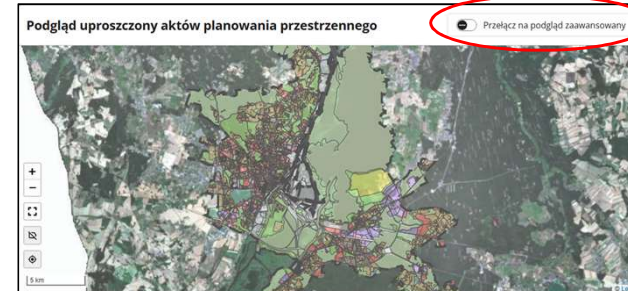 Podgląd uproszczony aktów planowania przestrzennego
Przełącz na podgląd zaawansowany
+
−
5 km